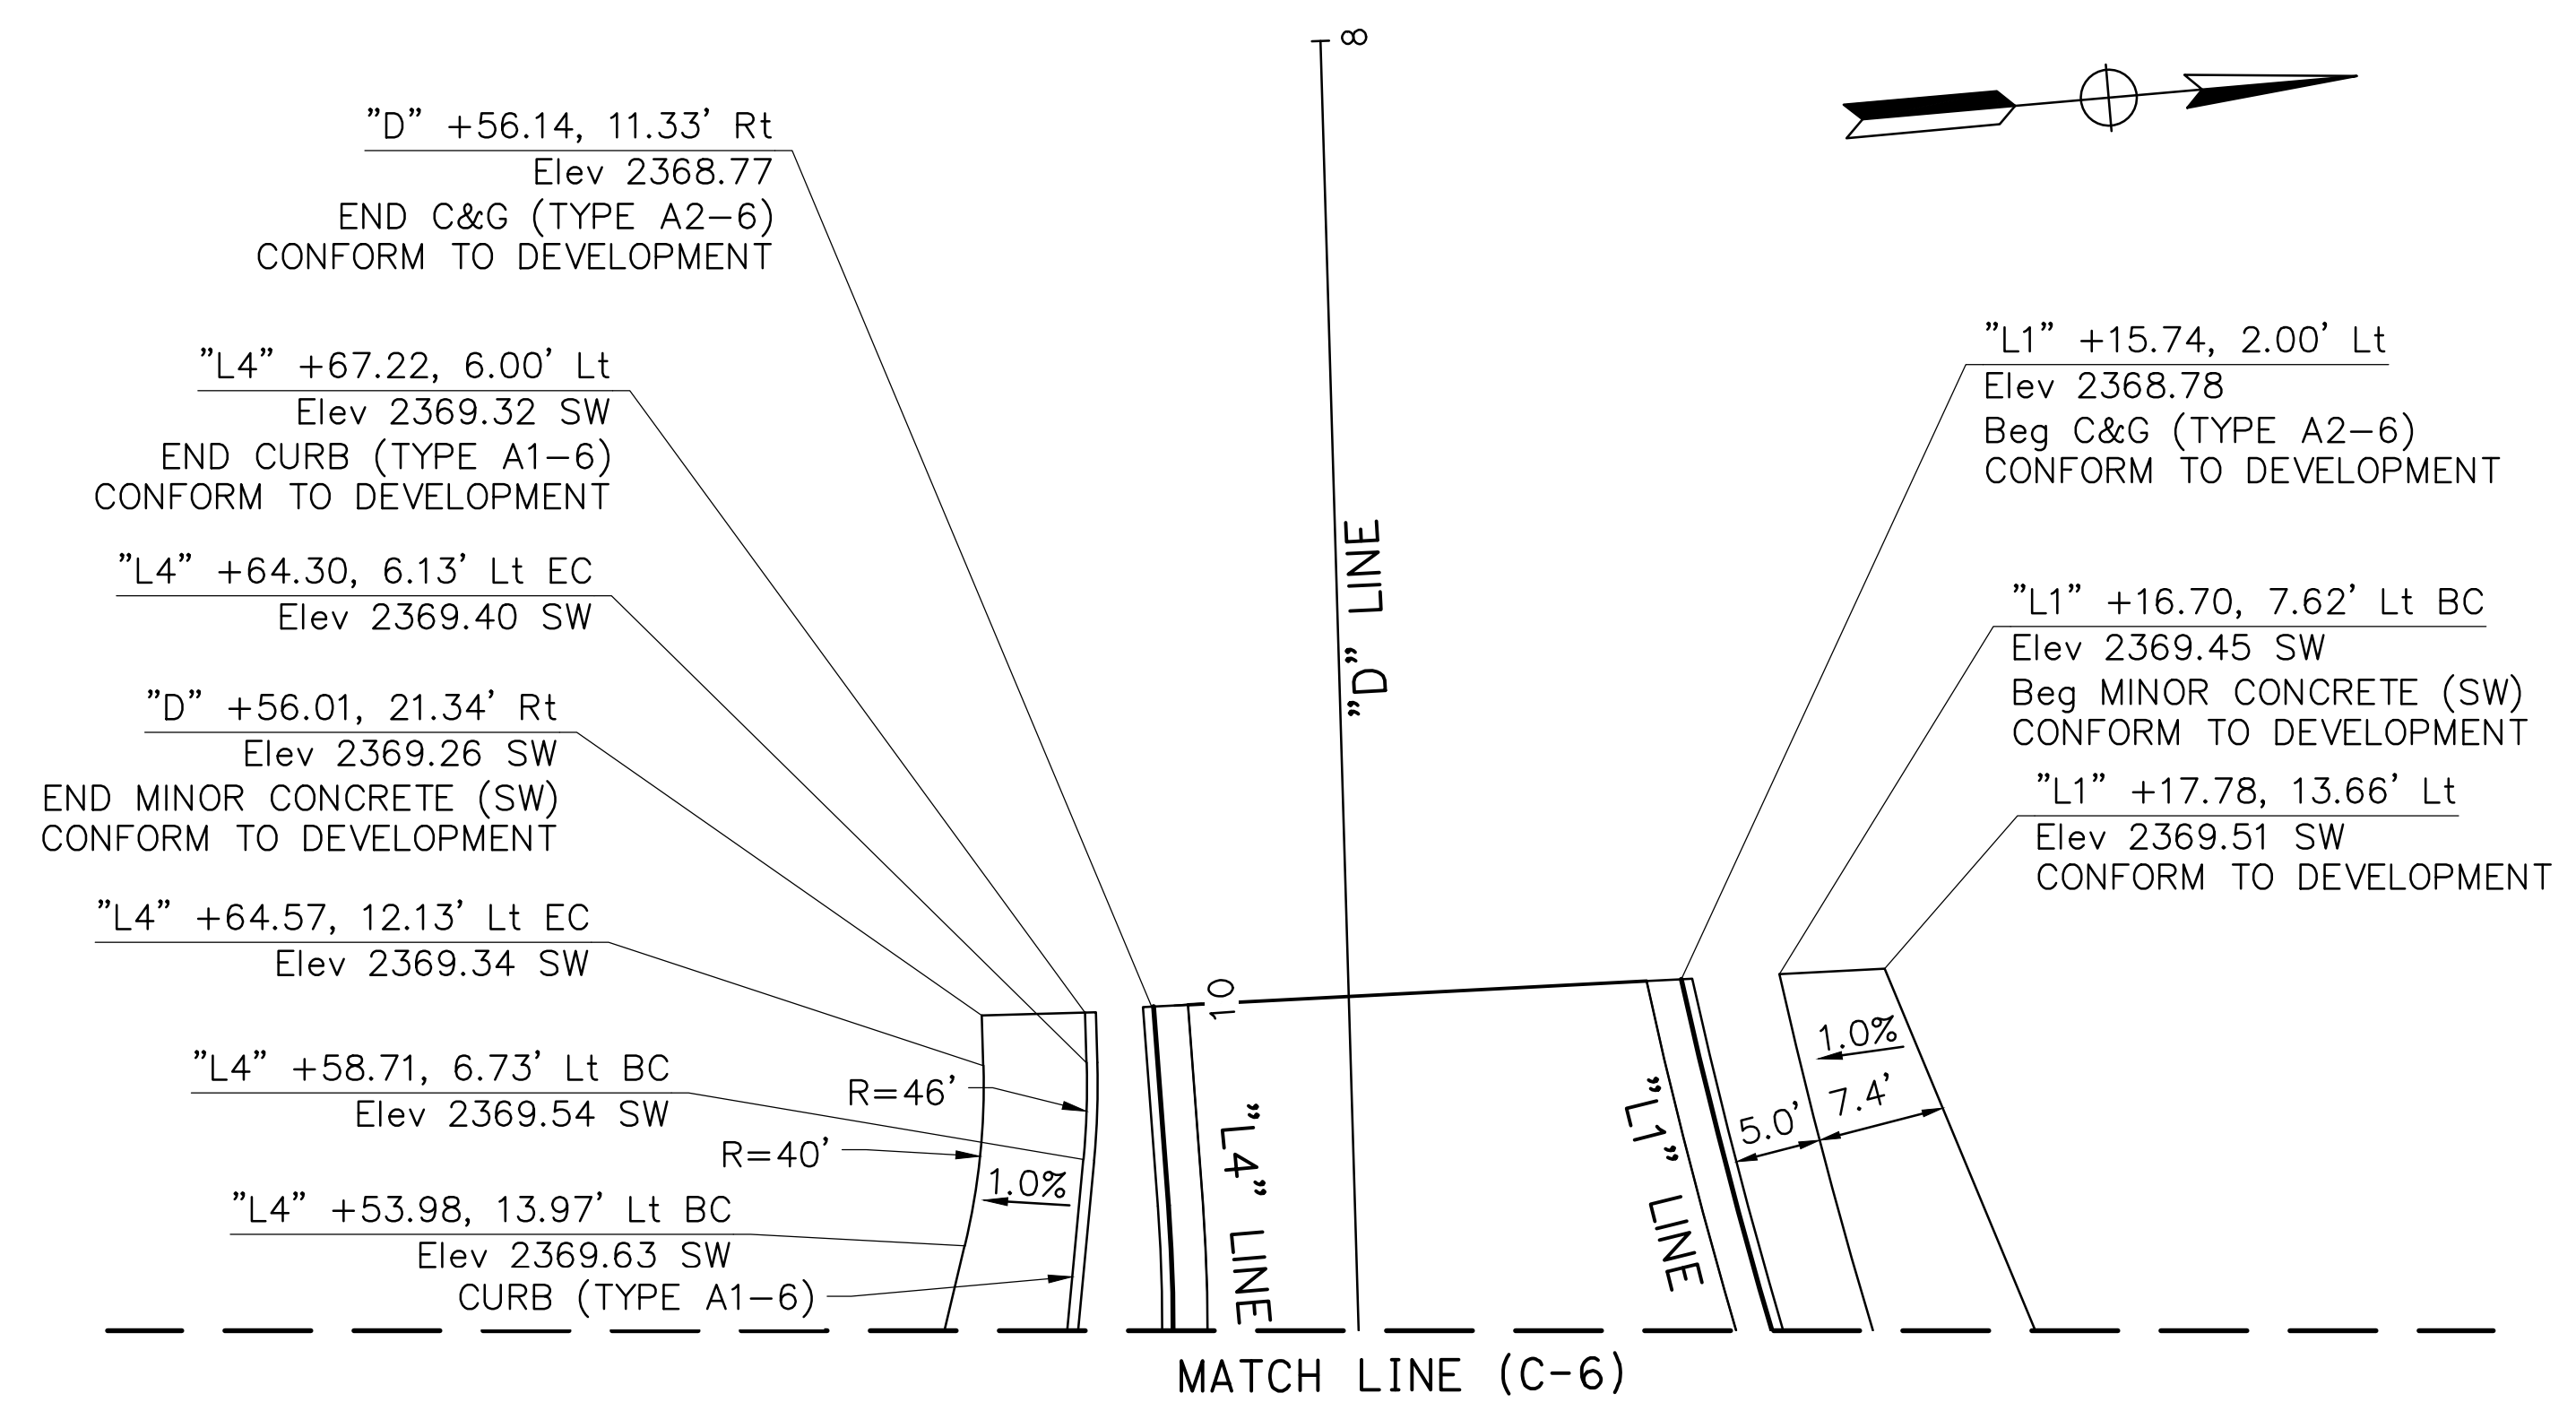 8
"D" +56.14, 11.33' Rt
Elev 2368.77
END C&G (TYPE A2-6)
CONFORM TO DEVELOPMENT
"L4" +67.22, 6.00' Lt
Elev 2369.32 SW
END CURB (TYPE A1-6)
CONFORM TO DEVELOPMENT
"L4" +64.30, 6.13' Lt EC
Elev 2369.40 SW
"D" +56.01, 21.34' Rt
Elev 2369.26 SW
END MINOR CONCRETE (SW)
CONFORM TO DEVELOPMENT
"L4" +64.57, 12.13' Lt EC
Elev 2369.34 SW
"L4" +58.71, 6.73' Lt BC
Elev 2369.54 SW
R=46'
R=40'
1.0%
"L4" +53.98, 13.97' Lt BC
Elev 2369.63 SW
CURB (TYPE A1-6)
"D" LINE
10
"L4" LINE
"L1" LINE
"L1" +15.74, 2.00' Lt
Elev 2368.78
Beg C&G (TYPE A2-6)
CONFORM TO DEVELOPMENT
"L1" +16.70, 7.62' Lt BC
Elev 2369.45 SW
Beg MINOR CONCRETE (SW)
CONFORM TO DEVELOPMENT
"L1" +17.78, 13.66' Lt
Elev 2369.51 SW
CONFORM TO DEVELOPMENT
1.0%
5.0' 7.4'
MATCH LINE (C-6)